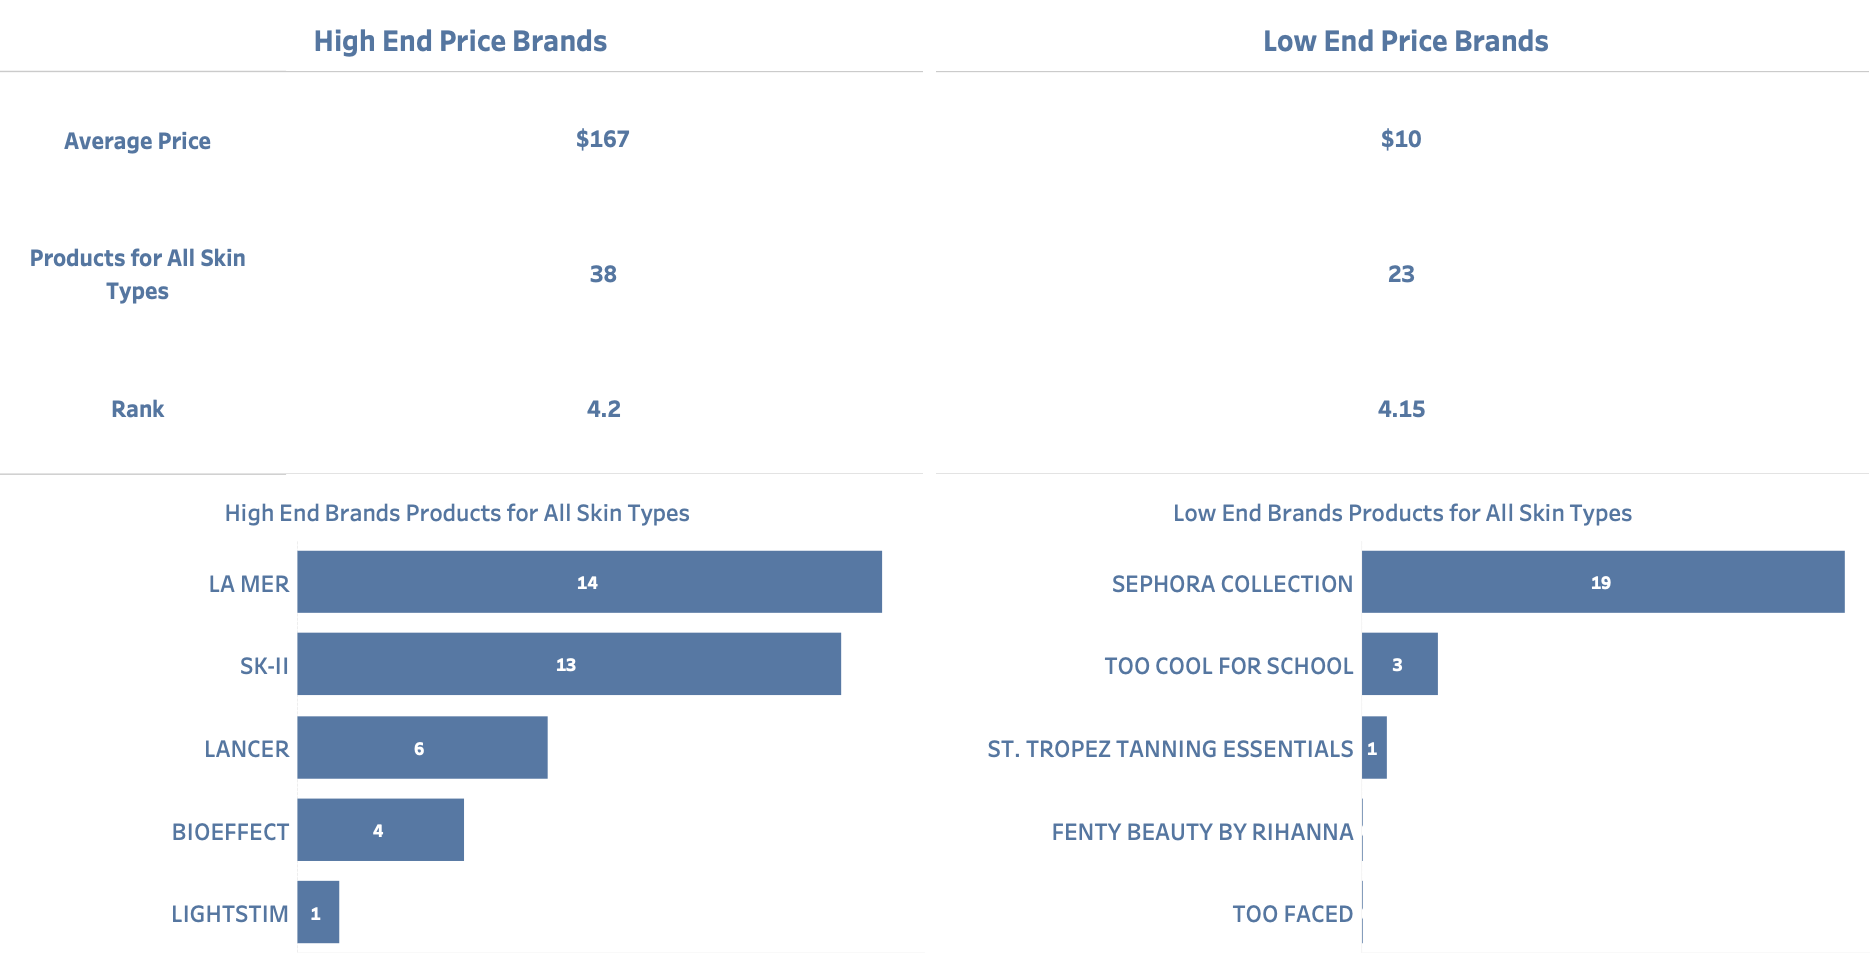 High End Price Brands
Low End Price Brands
Average Price
$167
$10
Products for All Skin
Types
38
23
Rank
4.2
4.15
High End Brands Products for All Skin Types
LA MER
14
SK-II
13
LANCER
6
BIOEFFECT
4
LIGHTSTIM
1
Low End Brands Products for All Skin Types
SEPHORA COLLECTION
19
TOO COOL FOR SCHOOL
3
ST. TROPEZ TANNING ESSENTIALS
1
FENTY BEAUTY BY RIHANNA
TOO FACED